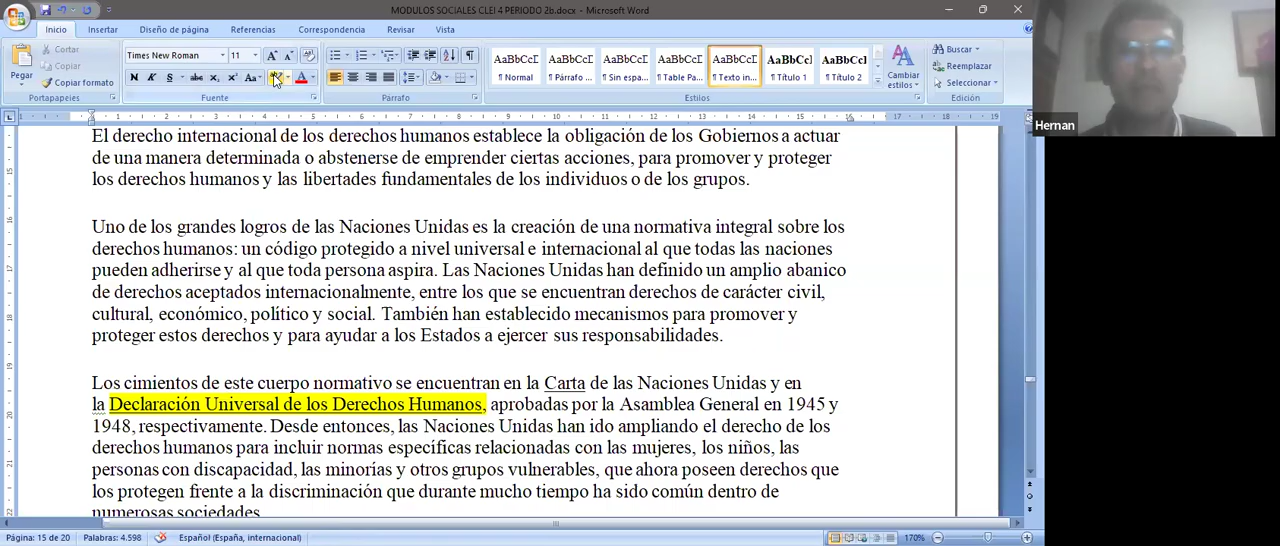 MODULOS SOCIALES CLEI 4 PERIODO 2b.docx - Microsoft Word
Inicio Insertar Diseño de página Referencias Correspondencia Revisar Vista
Pegar
Cortar
Copiar
Copiar formato
Portapapeles
Times New Roman 11
N K S abc x₂ x² Aa
Fuente
Párrafo
AaBbCcD AaBbCcD AaBbCcD AaBbCcD AaBbCcD AaBbC AaBbCc
¶ Normal ¶ Párrafo ... ¶ Sin espa... ¶ Table Pa... ¶ Texto in... ¶ Título 1 ¶ Título 2
Cambiar estilos
Estilos
Buscar
Reemplazar
Seleccionar
Edición
Hernan
El derecho internacional de los derechos humanos establece la obligación de los Gobiernos a actuar
de una manera determinada o abstenerse de emprender ciertas acciones, para promover y proteger
los derechos humanos y las libertades fundamentales de los individuos o de los grupos.
Uno de los grandes logros de las Naciones Unidas es la creación de una normativa integral sobre los
derechos humanos: un código protegido a nivel universal e internacional al que todas las naciones
pueden adherirse y al que toda persona aspira. Las Naciones Unidas han definido un amplio abanico
de derechos aceptados internacionalmente, entre los que se encuentran derechos de carácter civil,
cultural, económico, político y social. También han establecido mecanismos para promover y
proteger estos derechos y para ayudar a los Estados a ejercer sus responsabilidades.
Los cimientos de este cuerpo normativo se encuentran en la Carta de las Naciones Unidas y en
la Declaración Universal de los Derechos Humanos, aprobadas por la Asamblea General en 1945 y
1948, respectivamente. Desde entonces, las Naciones Unidas han ido ampliando el derecho de los
derechos humanos para incluir normas específicas relacionadas con las mujeres, los niños, las
personas con discapacidad, las minorías y otros grupos vulnerables, que ahora poseen derechos que
los protegen frente a la discriminación que durante mucho tiempo ha sido común dentro de
numerosas sociedades.
Página: 15 de 20 Palabras: 4.598 Español (España, internacional) 170%